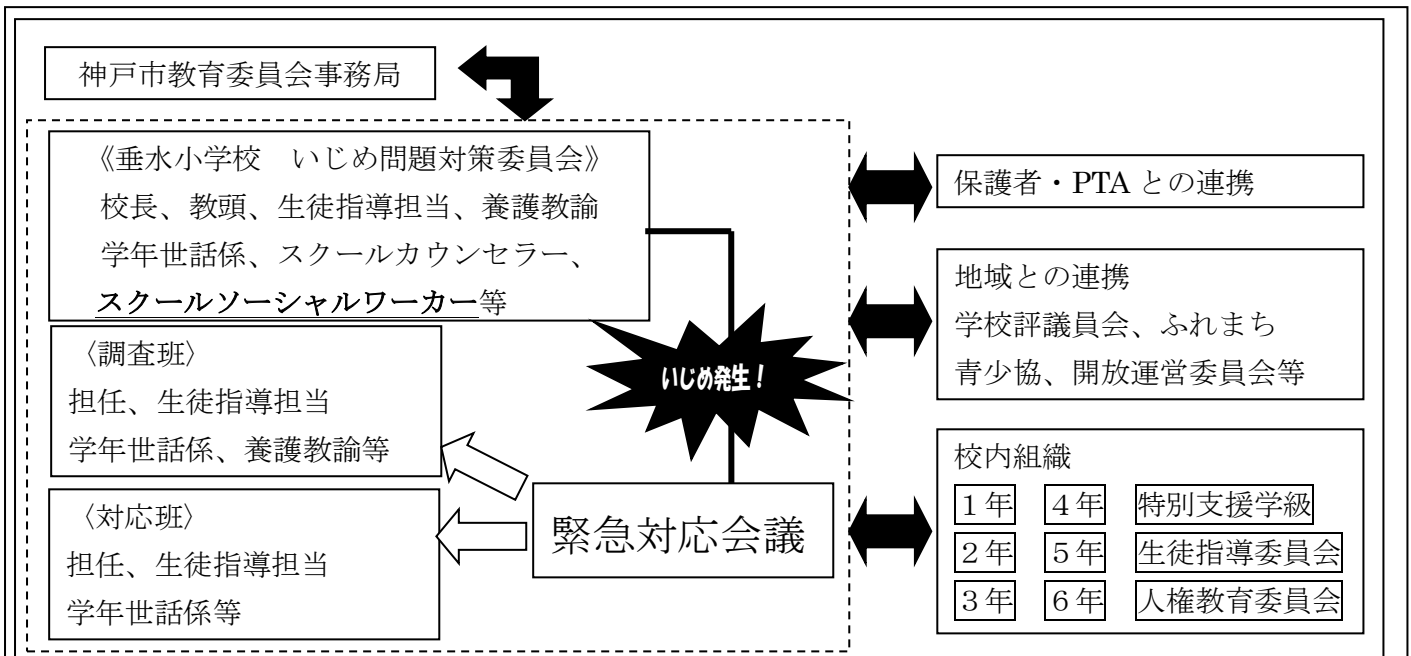 神戸市教育委員会事務局
《垂水小学校　いじめ問題対策委員会》
校長、教頭、生徒指導担当、養護教諭
学年世話係、スクールカウンセラー、
スクールソーシャルワーカー等
〈調査班〉
担任、生徒指導担当
学年世話係、養護教諭等
〈対応班〉
担任、生徒指導担当
学年世話係等
いじめ発生！
緊急対応会議
保護者・PTAとの連携
地域との連携
学校評議員会、ふれまち
青少協、開放運営委員会等
校内組織
１年　４年　特別支援学級
２年　５年　生徒指導委員会
３年　６年　人権教育委員会